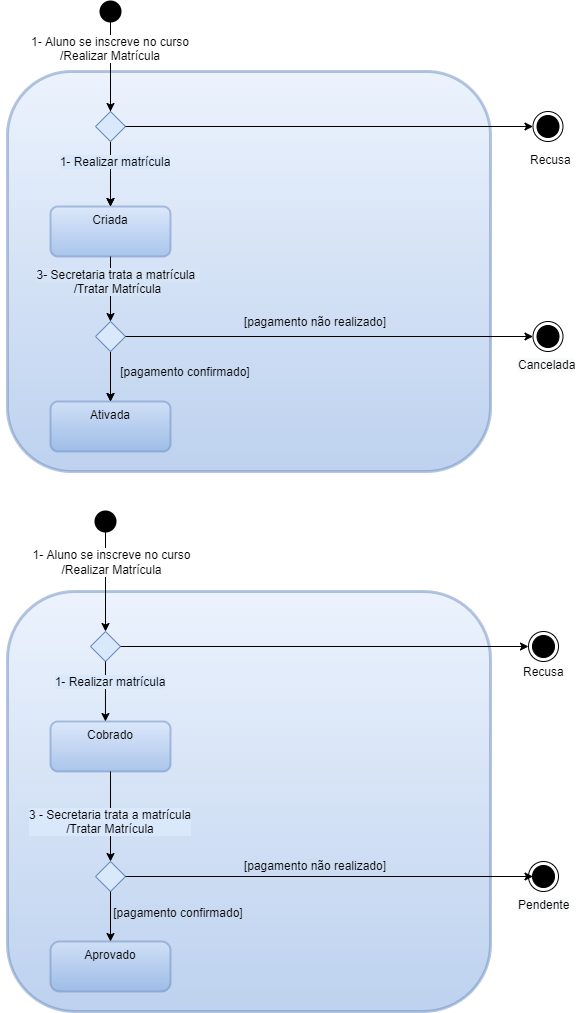 1- Aluno se inscreve no curso
/Realizar Matrícula
Recusa
1- Realizar matrícula
Criada
3- Secretaria trata a matrícula
/Tratar Matrícula
[pagamento não realizado]
Cancelada
[pagamento confirmado]
Ativada
1- Aluno se inscreve no curso
/Realizar Matrícula
Recusa
1- Realizar matrícula
Cobrado
3 - Secretaria trata a matrícula
/Tratar Matrícula
[pagamento não realizado]
Pendente
[pagamento confirmado]
Aprovado